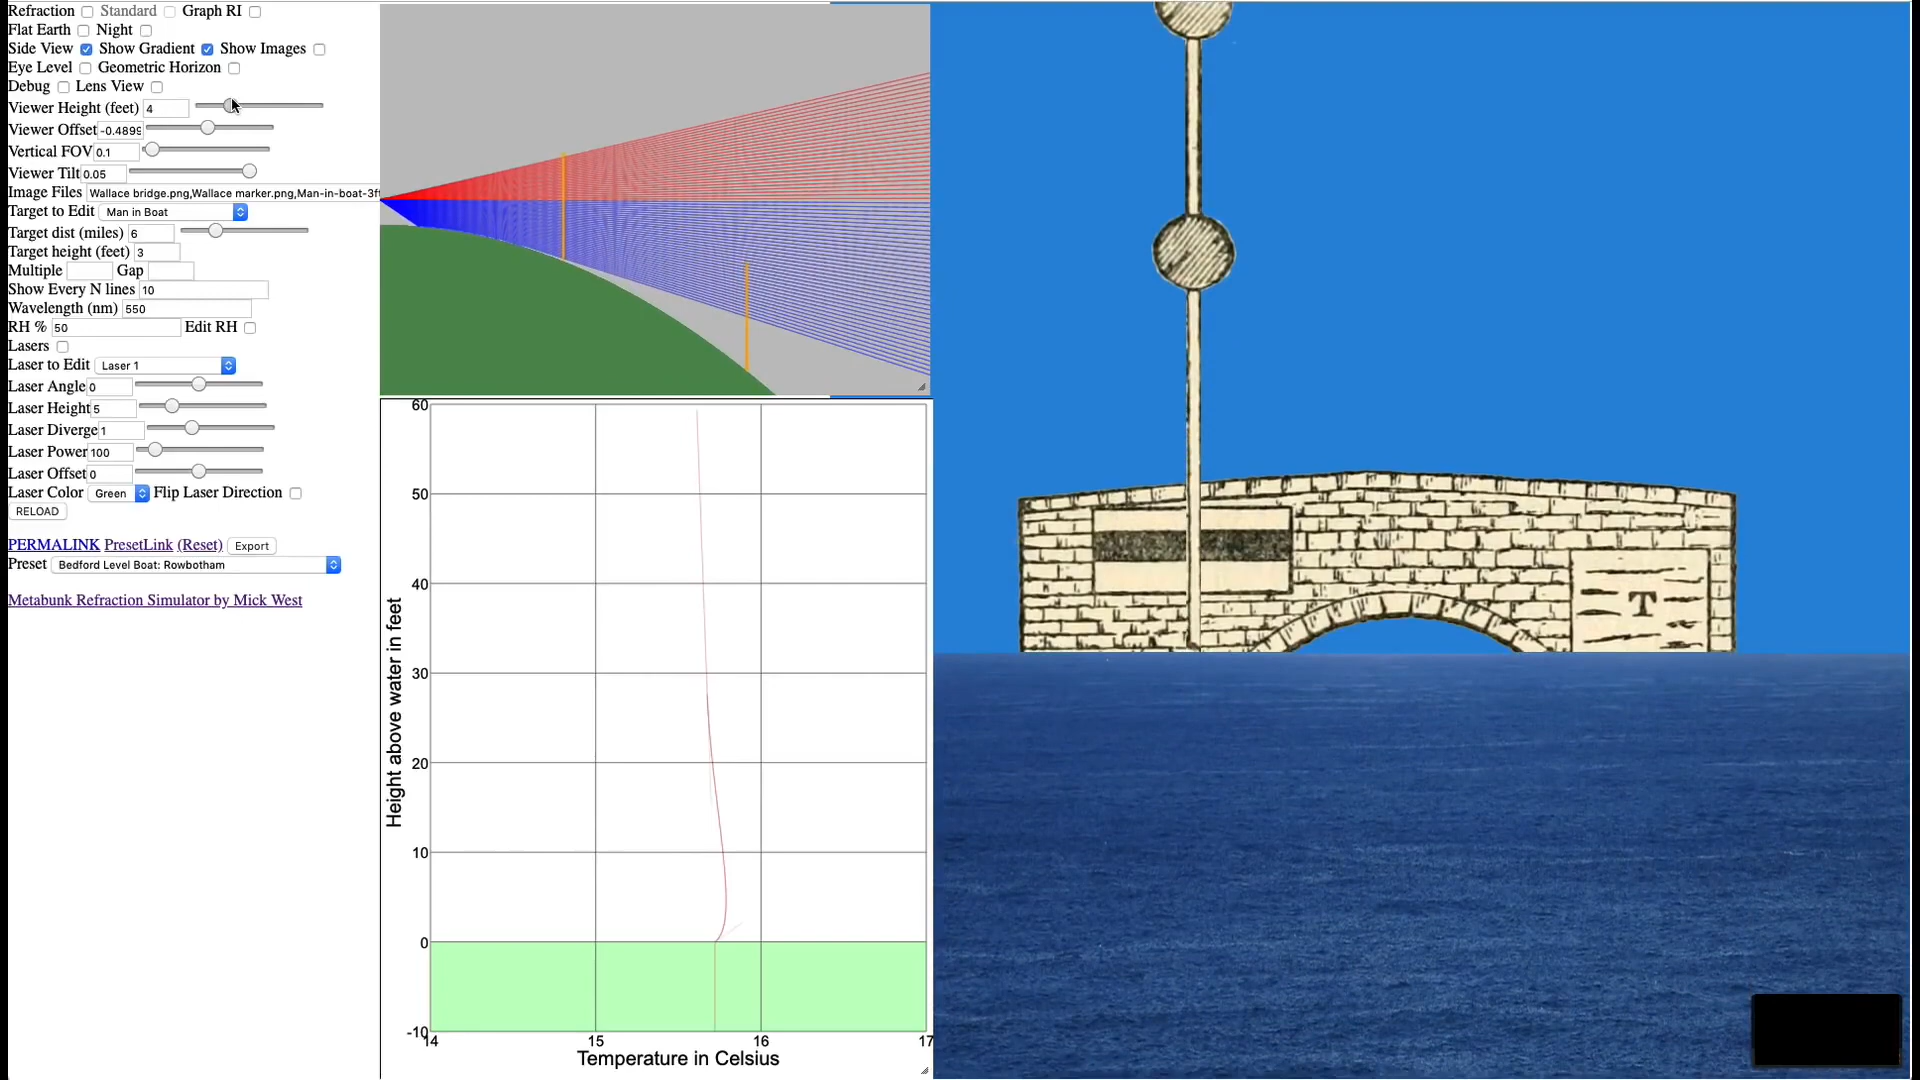 Refraction Standard Graph RI
Flat Earth Night
Side View Show Gradient Show Images
Eye Level Geometric Horizon
Debug Lens View
Viewer Height (feet) 4
Viewer Offset -0.4899
Vertical FOV 0.1
Viewer Tilt 0.05
Image Files Wallace bridge.png,Wallace marker.png,Man-in-boat-3f
Target to Edit Man in Boat
Target dist (miles) 6
Target height (feet) 3
Multiple Gap
Show Every N lines 10
Wavelength (nm) 550
RH % 50 Edit RH
Lasers
Laser to Edit Laser 1
Laser Angle 0
Laser Height 5
Laser Diverge 1
Laser Power 100
Laser Offset 0
Laser Color Green Flip Laser Direction
RELOAD
PERMALINK PresetLink (Reset) Export
Preset Bedford Level Boat: Rowbotham
Metabunk Refraction Simulator by Mick West
60
50
40
30
20
10
0
-10
Height above water in feet
14 15 16 17
Temperature in Celsius
T